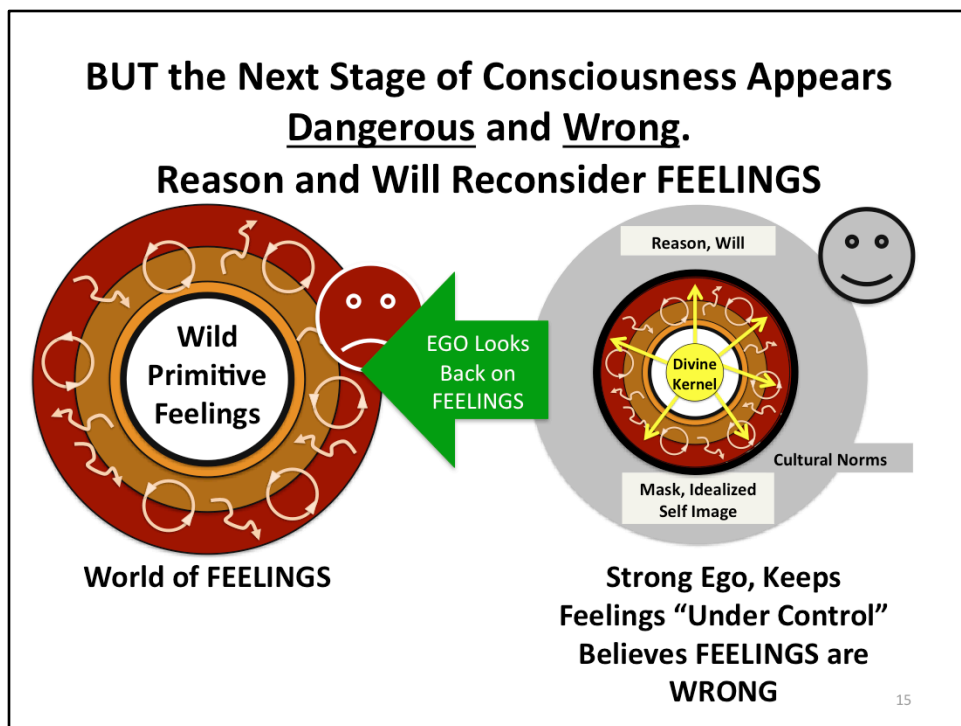 BUT the Next Stage of Consciousness Appears
Dangerous and Wrong.
Reason and Will Reconsider FEELINGS
Wild
Primitive
Feelings
EGO Looks
Back on
FEELINGS
Reason, Will
Divine
Kernel
Cultural Norms
Mask, Idealized
Self Image
World of FEELINGS
Strong Ego, Keeps
Feelings “Under Control”
Believes FEELINGS are
WRONG
15